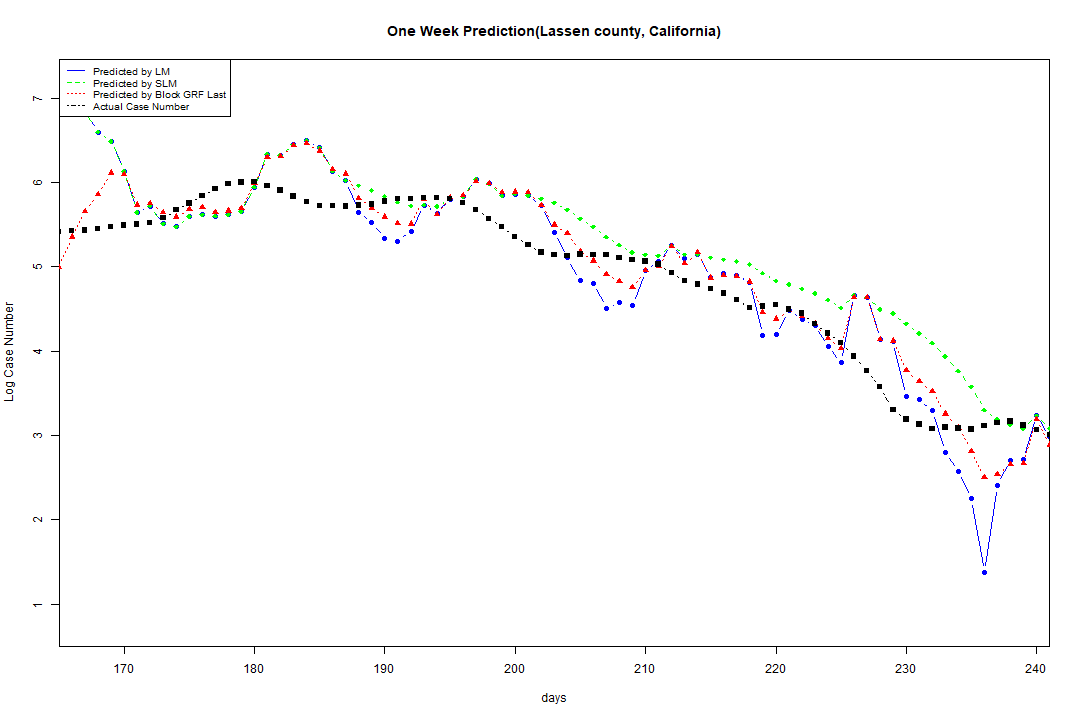 One Week Prediction(Lassen county, California)
Predicted by LM
Predicted by SLM
Predicted by Block GRF Last
Actual Case Number
Log Case Number
7
6
5
4
3
2
1
170 180 190 200 210 220 230 240
days